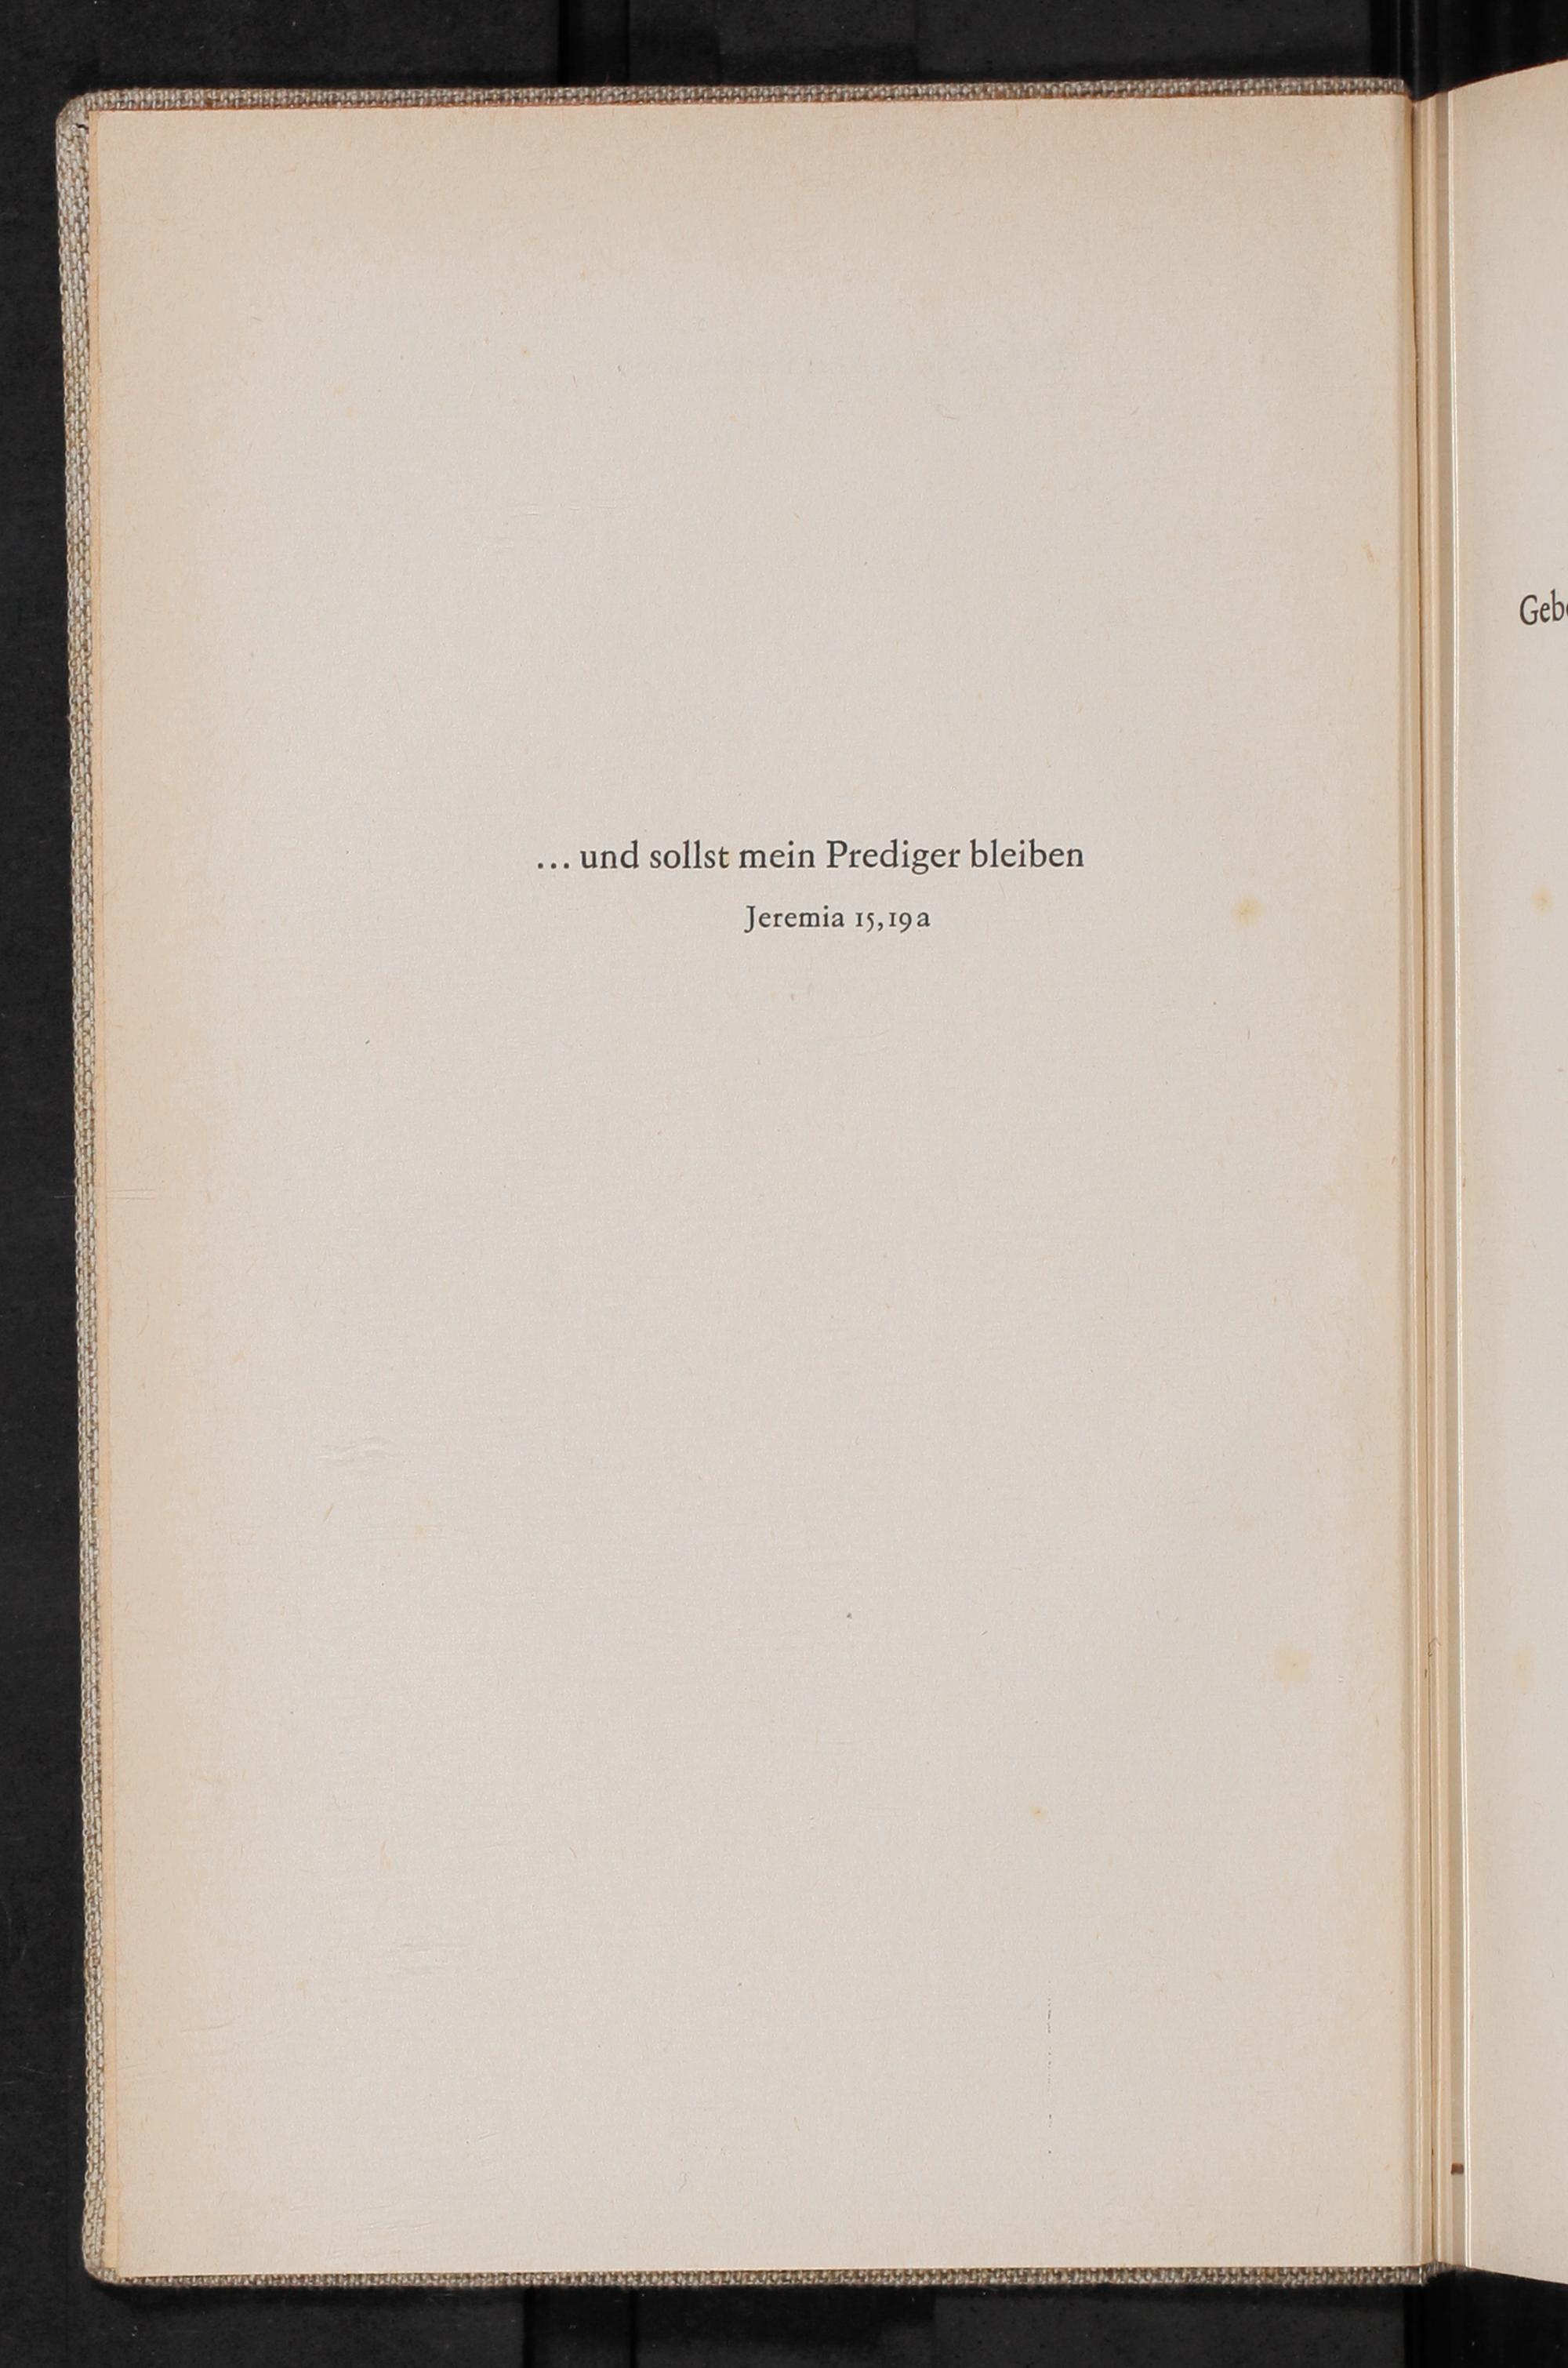 ... und sollst mein Prediger bleiben
Jeremia 15,19a